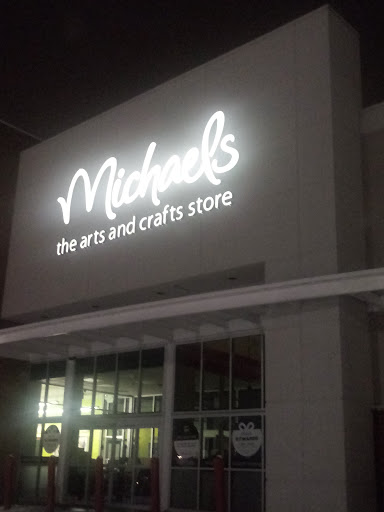 Michaels
the arts and crafts store